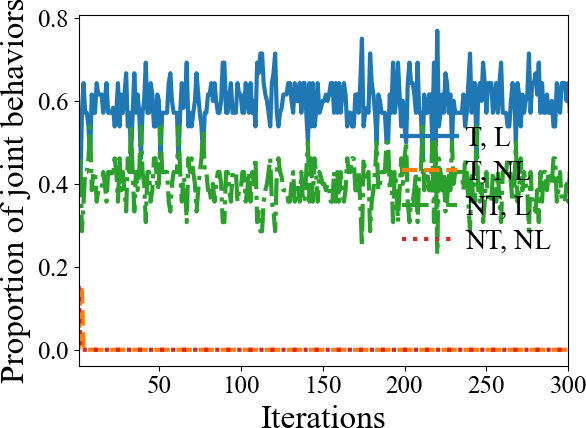 Proportion of joint behaviors
0.8
0.6
0.4
0.2
0.0
T, L
T, NL
NT, L
NT, NL
50
100
150
200
250
300
Iterations